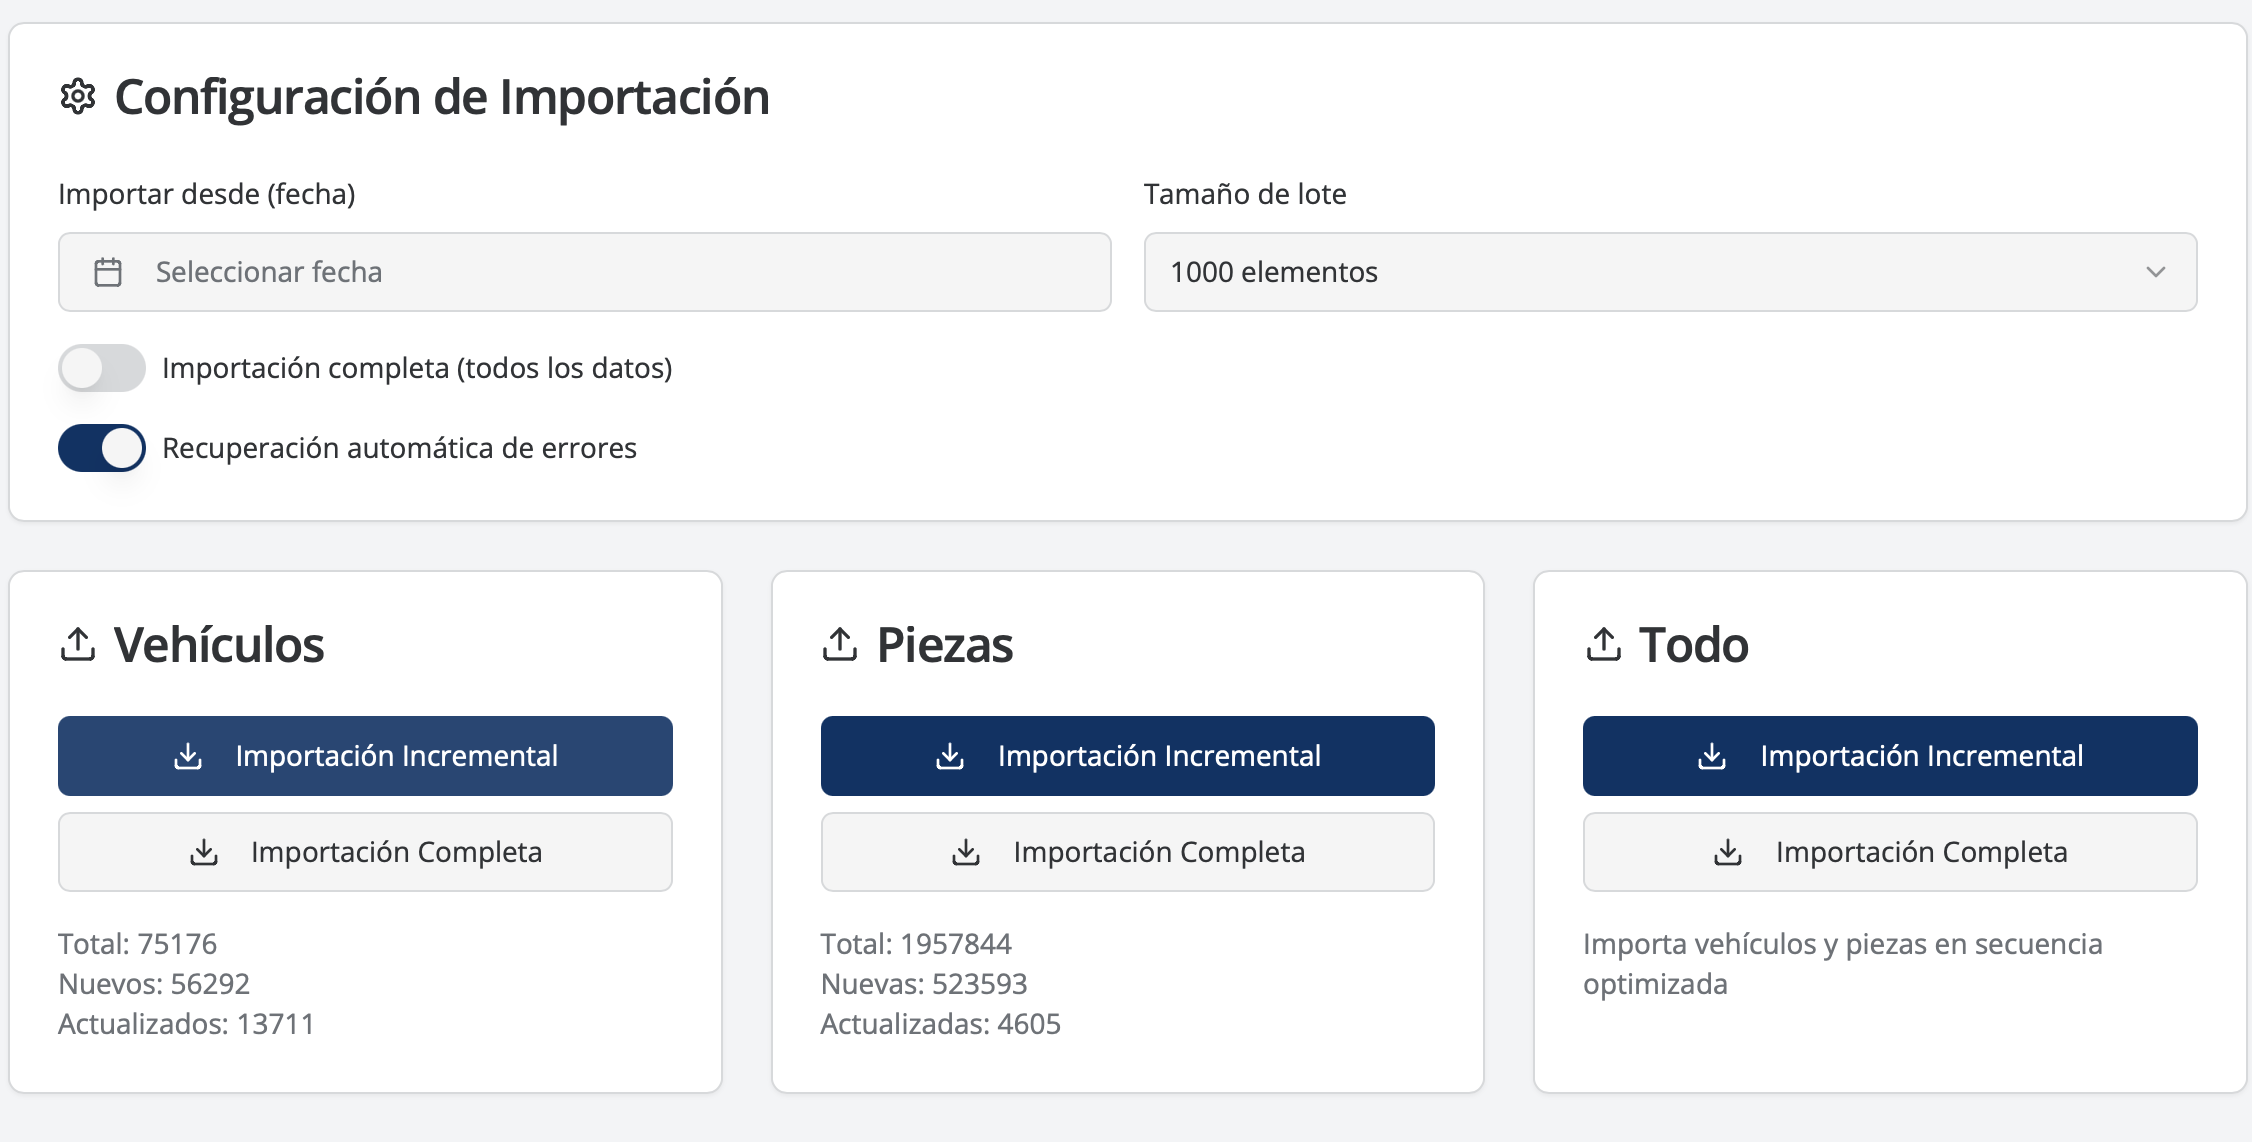 Configuración de Importación
Importar desde (fecha)
Tamaño de lote
Seleccionar fecha
1000 elementos
Importación completa (todos los datos)
Recuperación automática de errores
Vehículos
Importación Incremental
Importación Completa
Total: 75176
Nuevos: 56292
Actualizados: 13711
Piezas
Importación Incremental
Importación Completa
Total: 1957844
Nuevas: 523593
Actualizadas: 4605
Todo
Importación Incremental
Importación Completa
Importa vehículos y piezas en secuencia
optimizada